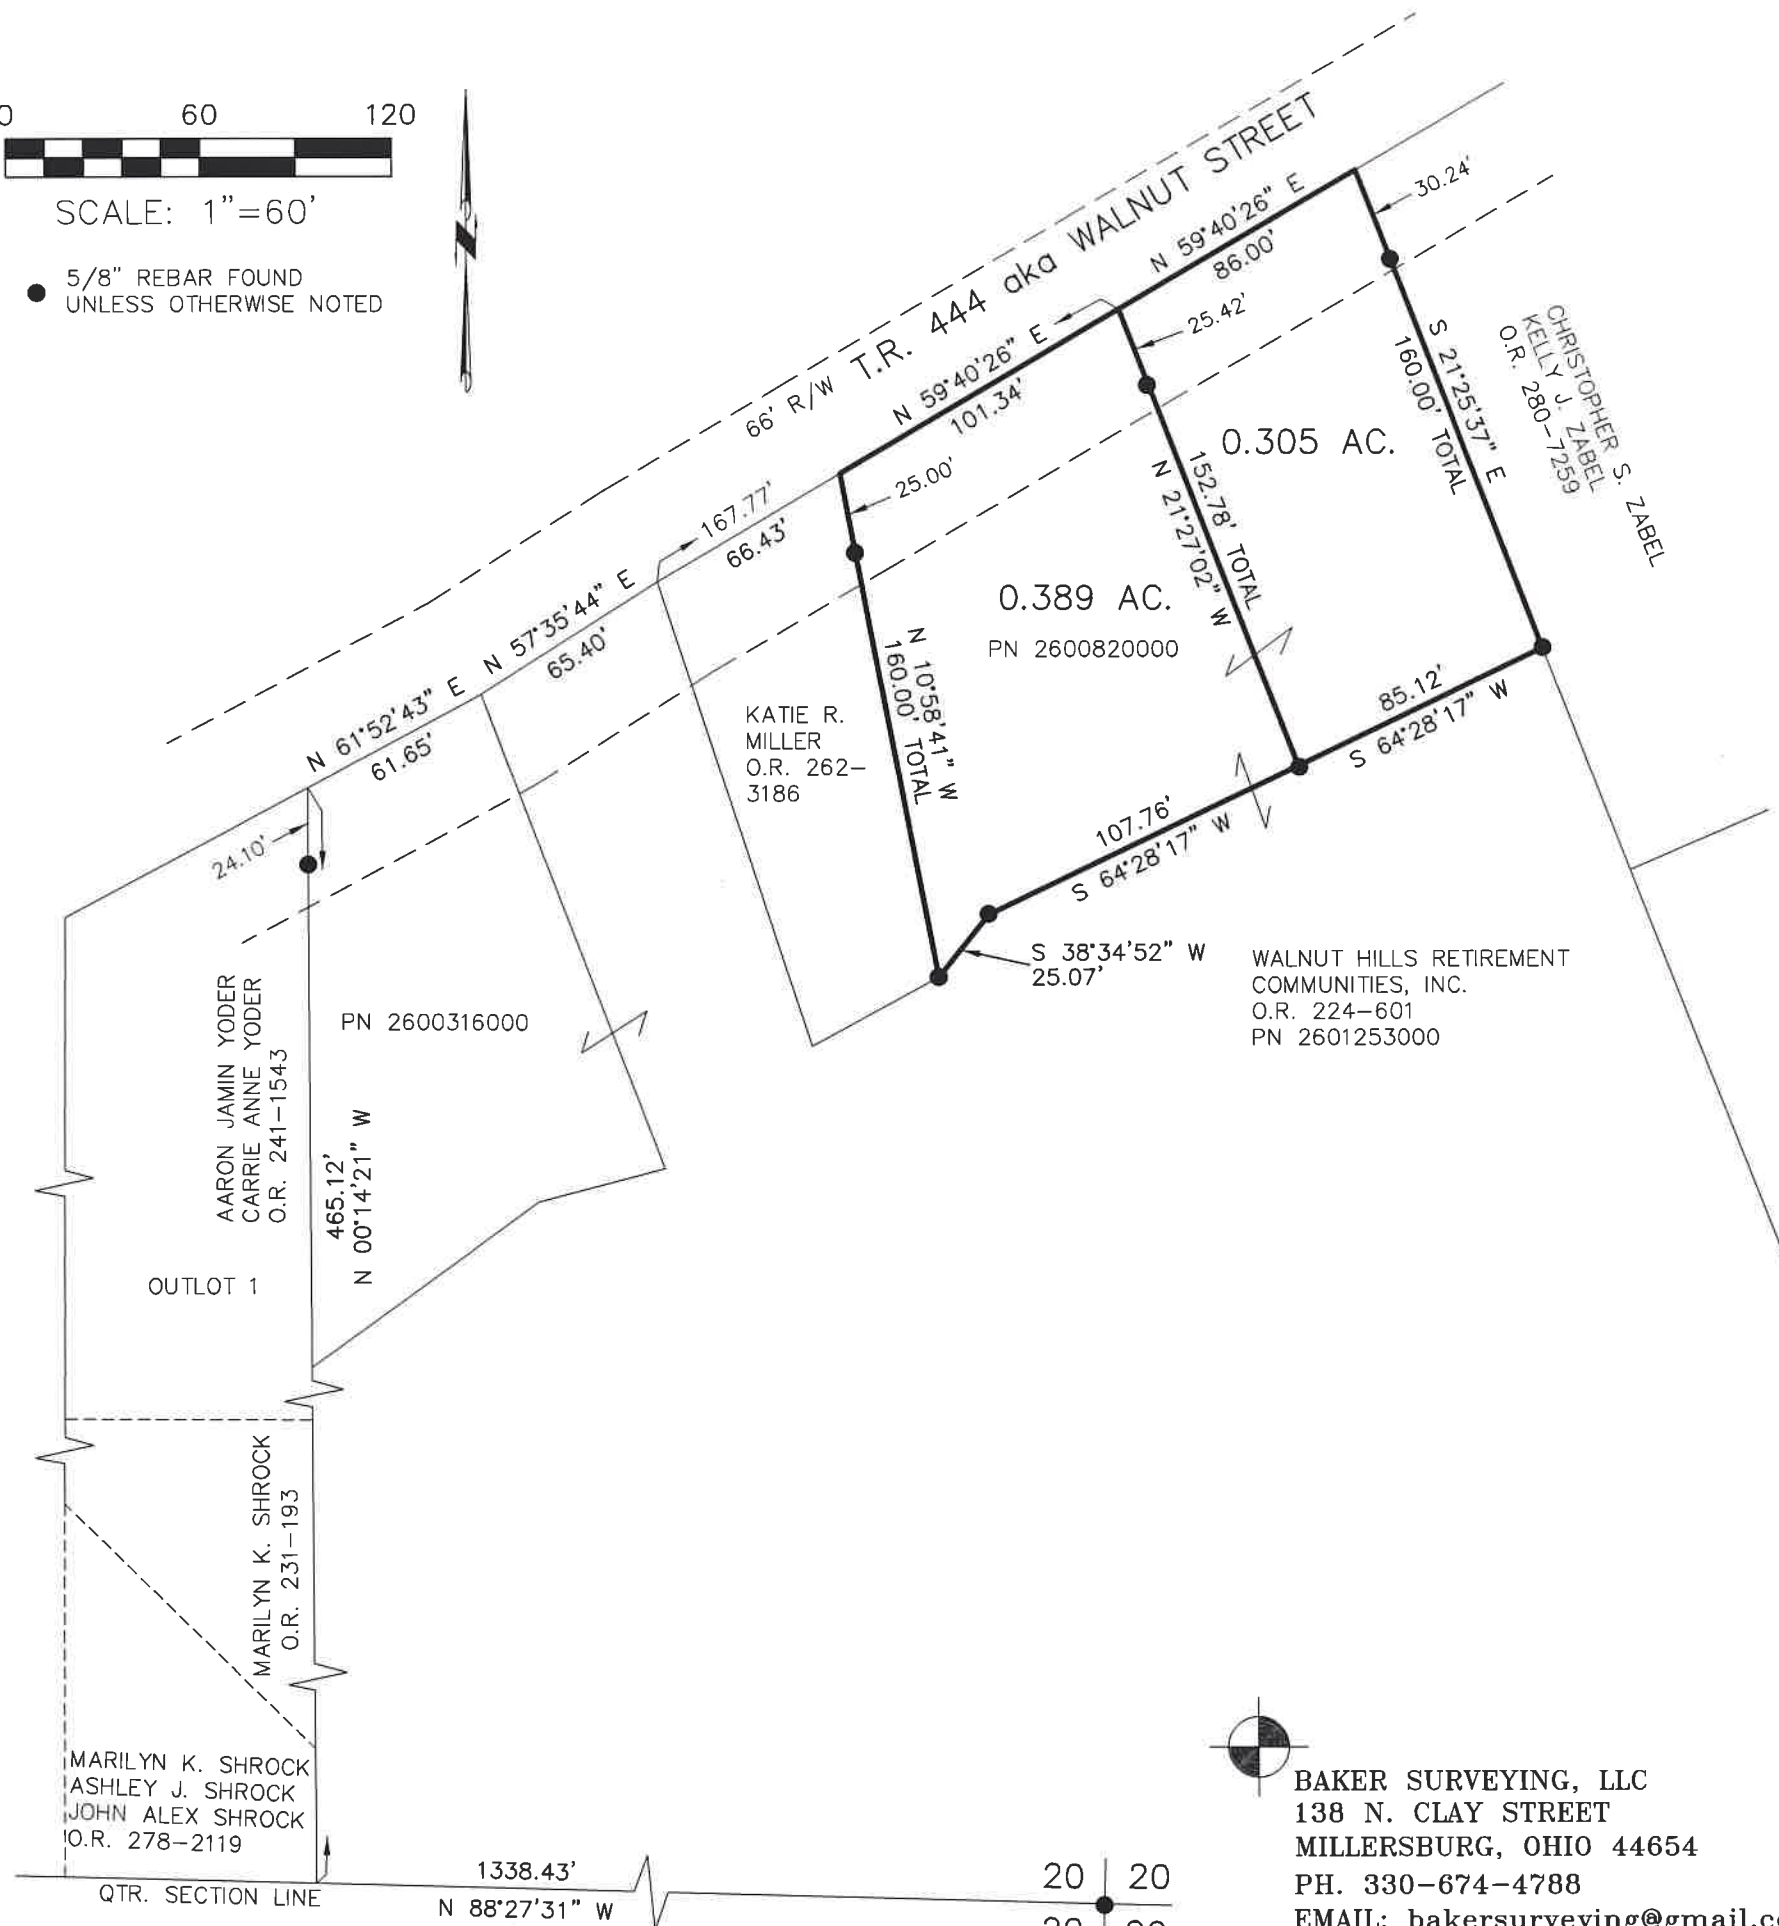 0 60 120
SCALE: 1"=60'
5/8" REBAR FOUND
UNLESS OTHERWISE NOTED
N
66' R/W T.R. 444 aka WALNUT STREET
N 59°40'26" E
86.00'
30.24'
N 59°40'26" E
101.34'
25.42'
25.00'
S 21°25'37" E
160.00' TOTAL
CHRISTOPHER S. ZABEL
KELLY J. ZABEL
O.R. 280-7259
0.305 AC.
152.78' TOTAL
N 21°27'02" W
167.77'
66.43'
N 57°35'44" E
65.40'
N 61°52'43" E
61.65'
24.10'
0.389 AC.
PN 2600820000
N 10°58'41" W
160.00' TOTAL
KATIE R.
MILLER
O.R. 262-
3186
85.12'
S 64°28'17" W
107.76'
S 64°28'17" W
S 38°34'52" W
25.07'
WALNUT HILLS RETIREMENT
COMMUNITIES, INC.
O.R. 224-601
PN 2601253000
PN 2600316000
AARON JAMIN YODER
CARRIE ANNE YODER
O.R. 241-1543
465.12'
N 00°14'21" W
OUTLOT 1
MARILYN K. SHROCK
O.R. 231-193
MARILYN K. SHROCK
ASHLEY J. SHROCK
JOHN ALEX SHROCK
O.R. 278-2119
QTR. SECTION LINE
1338.43'
N 88°27'31" W
20 20
BAKER SURVEYING, LLC
138 N. CLAY STREET
MILLERSBURG, OHIO 44654
PH. 330-674-4788
EMAIL: bakersurveying@gmail.co